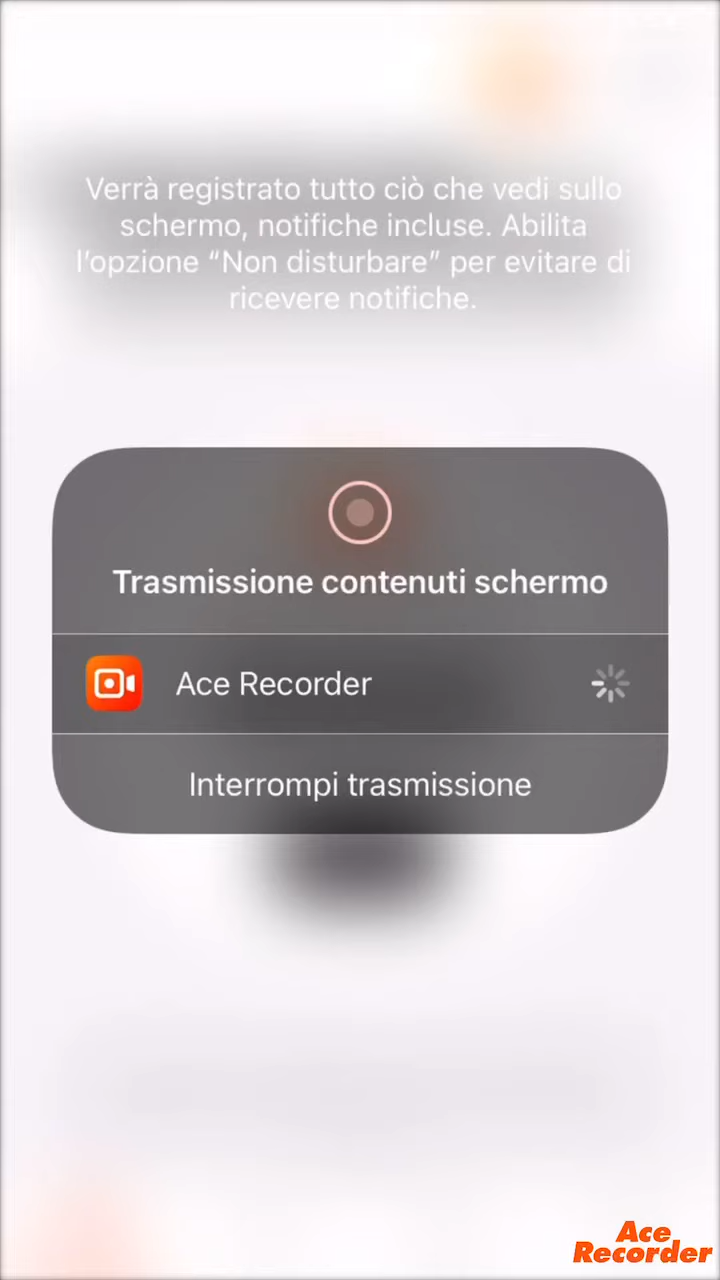 Verrà registrato tutto ciò che vedi sullo
schermo, notifiche incluse. Abilita
l’opzione “Non disturbare” per evitare di
ricevere notifiche.
Trasmissione contenuti schermo
Ace Recorder
Interrompi trasmissione
Ace
Recorder